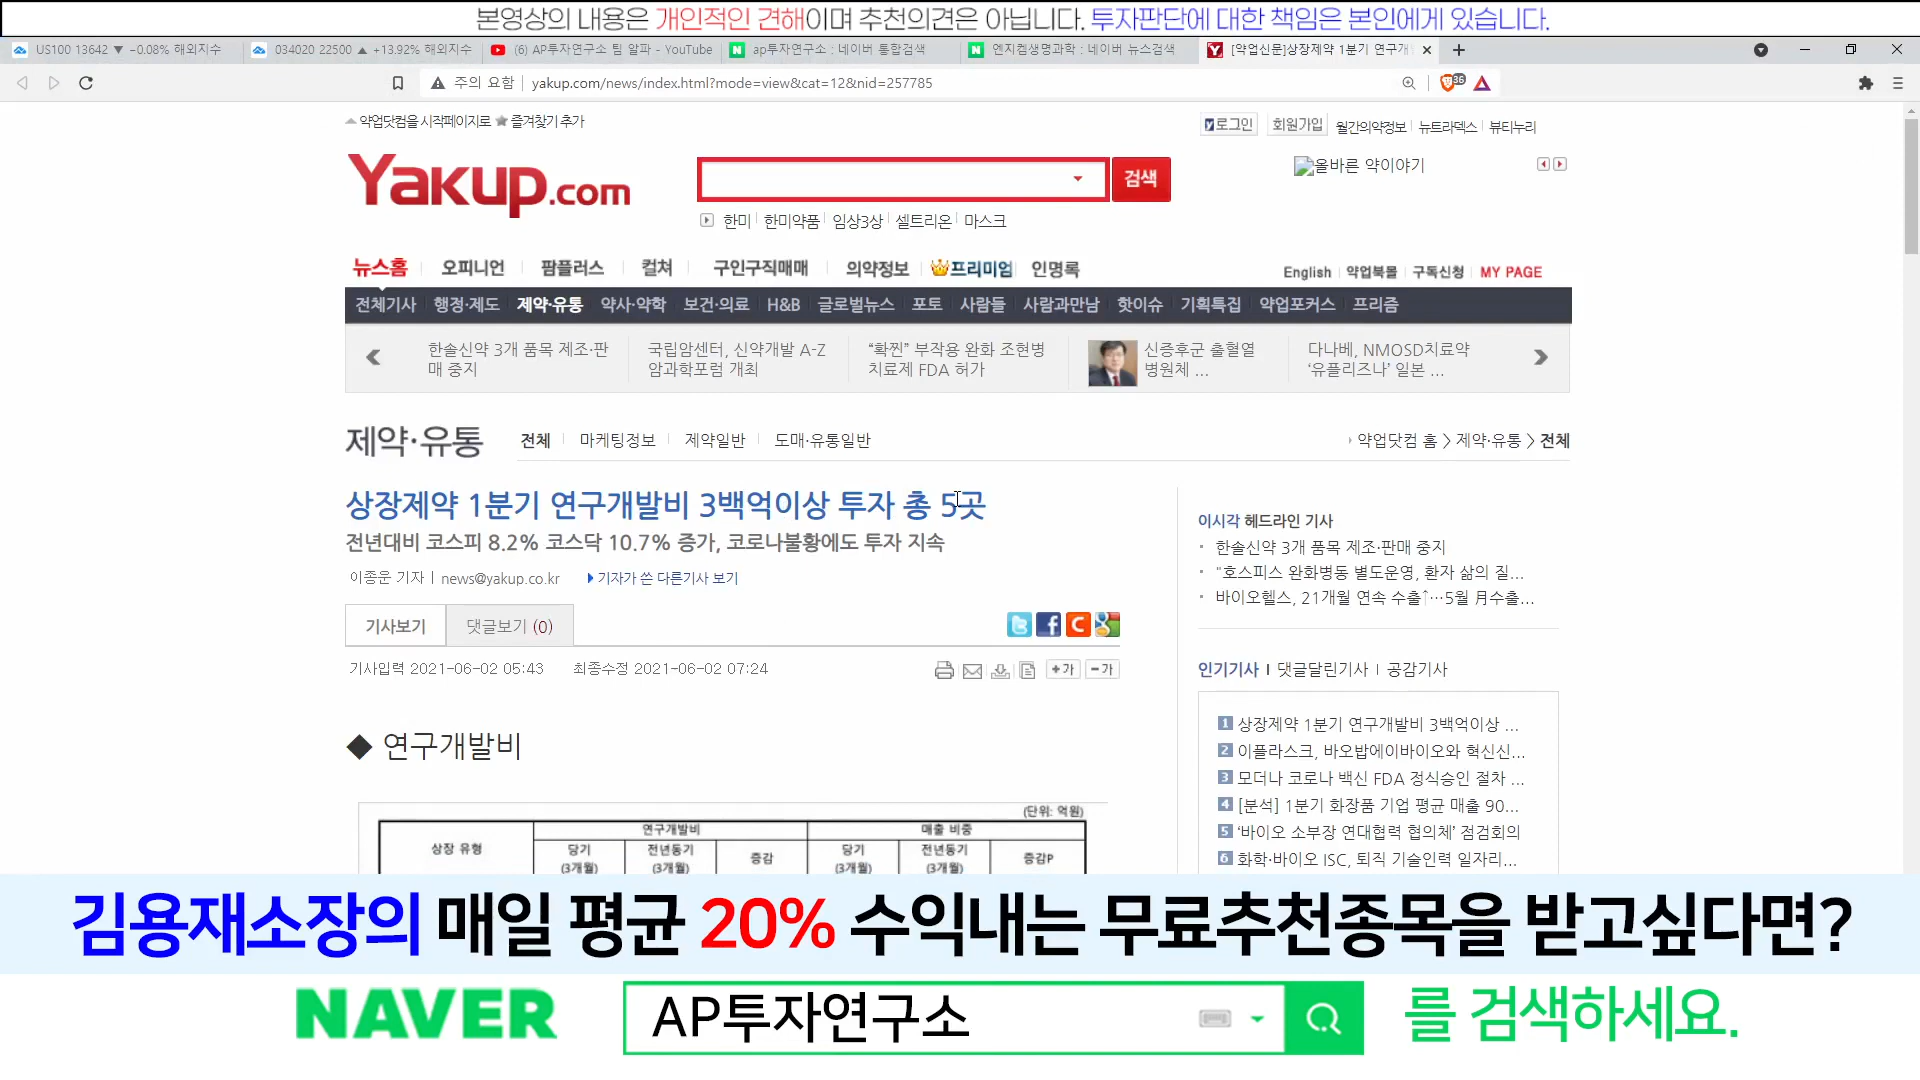 본영상의 내용은 개인적인 견해이며 추천의견은 아닙니다. 투자판단에 대한 책임은 본인에게 있습니다.
US100 13642 ▼ -0.08% 해외지수
034020 22500 ▲ +13.92% 해외지수
(6) AP투자연구소 팀 알파 - YouTube
ap투자연구소 : 네이버 통합검색
엔지켐생명과학 : 네이버 뉴스검색
[약업신문]상장제약 1분기 연구개
주의 요함 yakup.com/news/index.html?mode=view&cat=12&nid=257785
36
약업닷컴을 시작페이지로 ★ 즐겨찾기 추가
로그인 회원가입 월간의약정보 뉴트라덱스 뷰티누리
Yakup.com
검색
올바른 약이야기
한미 한미약품 임상3상 셀트리온 마스크
뉴스홈 오피니언 팜플러스 컬쳐 구인구직매매 의약정보 프리미엄 인명록
English 약업북몰 구독신청 MY PAGE
전체기사 행정·제도 제약·유통 약사·약학 보건·의료 H&B 글로벌뉴스 포토 사람들 사람과만남 핫이슈 기획특집 약업포커스 프리즘
한솔신약 3개 품목 제조·판
매 중지
국립암센터, 신약개발 A-Z
암과학포럼 개최
“확찐” 부작용 완화 조현병
치료제 FDA 허가
신증후군 출혈열
병원체 ...
다나베, NMOSD치료약
‘유플리즈나’ 일본 ...
제약·유통 전체 마케팅정보 제약일반 도매·유통일반
약업닷컴 홈 > 제약·유통 > 전체
상장제약 1분기 연구개발비 3백억이상 투자 총 5곳
전년대비 코스피 8.2% 코스닥 10.7% 증가, 코로나불황에도 투자 지속
이종운 기자 | news@yakup.co.kr 기자가 쓴 다른기사 보기
기사보기 댓글보기 (0)
기사입력 2021-06-02 05:43 최종수정 2021-06-02 07:24
+가 -가
◆ 연구개발비
(단위: 억원)
상장 유형 연구개발비 매출 비중
당기
(3개월)
전년동기
(3개월)
증감
당기
(3개월)
전년동기
(3개월)
증감P
이시각 헤드라인 기사
한솔신약 3개 품목 제조·판매 중지
“호스피스 완화병동 별도운영, 환자 삶의 질...
바이오헬스, 21개월 연속 수출↑…5월 月수출...
인기기사 | 댓글달린기사 | 공감기사
1 상장제약 1분기 연구개발비 3백억이상 ...
2 이플라스크, 바오밥에이바이오와 혁신신...
3 모더나 코로나 백신 FDA 정식승인 절차 ...
4 [분석] 1분기 화장품 기업 평균 매출 90...
5 ‘바이오 소부장 연대협력 협의체’ 점검회의
6 화학·바이오 ISC, 퇴직 기술인력 일자리...
김용재소장의 매일 평균 20% 수익내는 무료추천종목을 받고싶다면?
NAVER AP투자연구소 를 검색하세요.